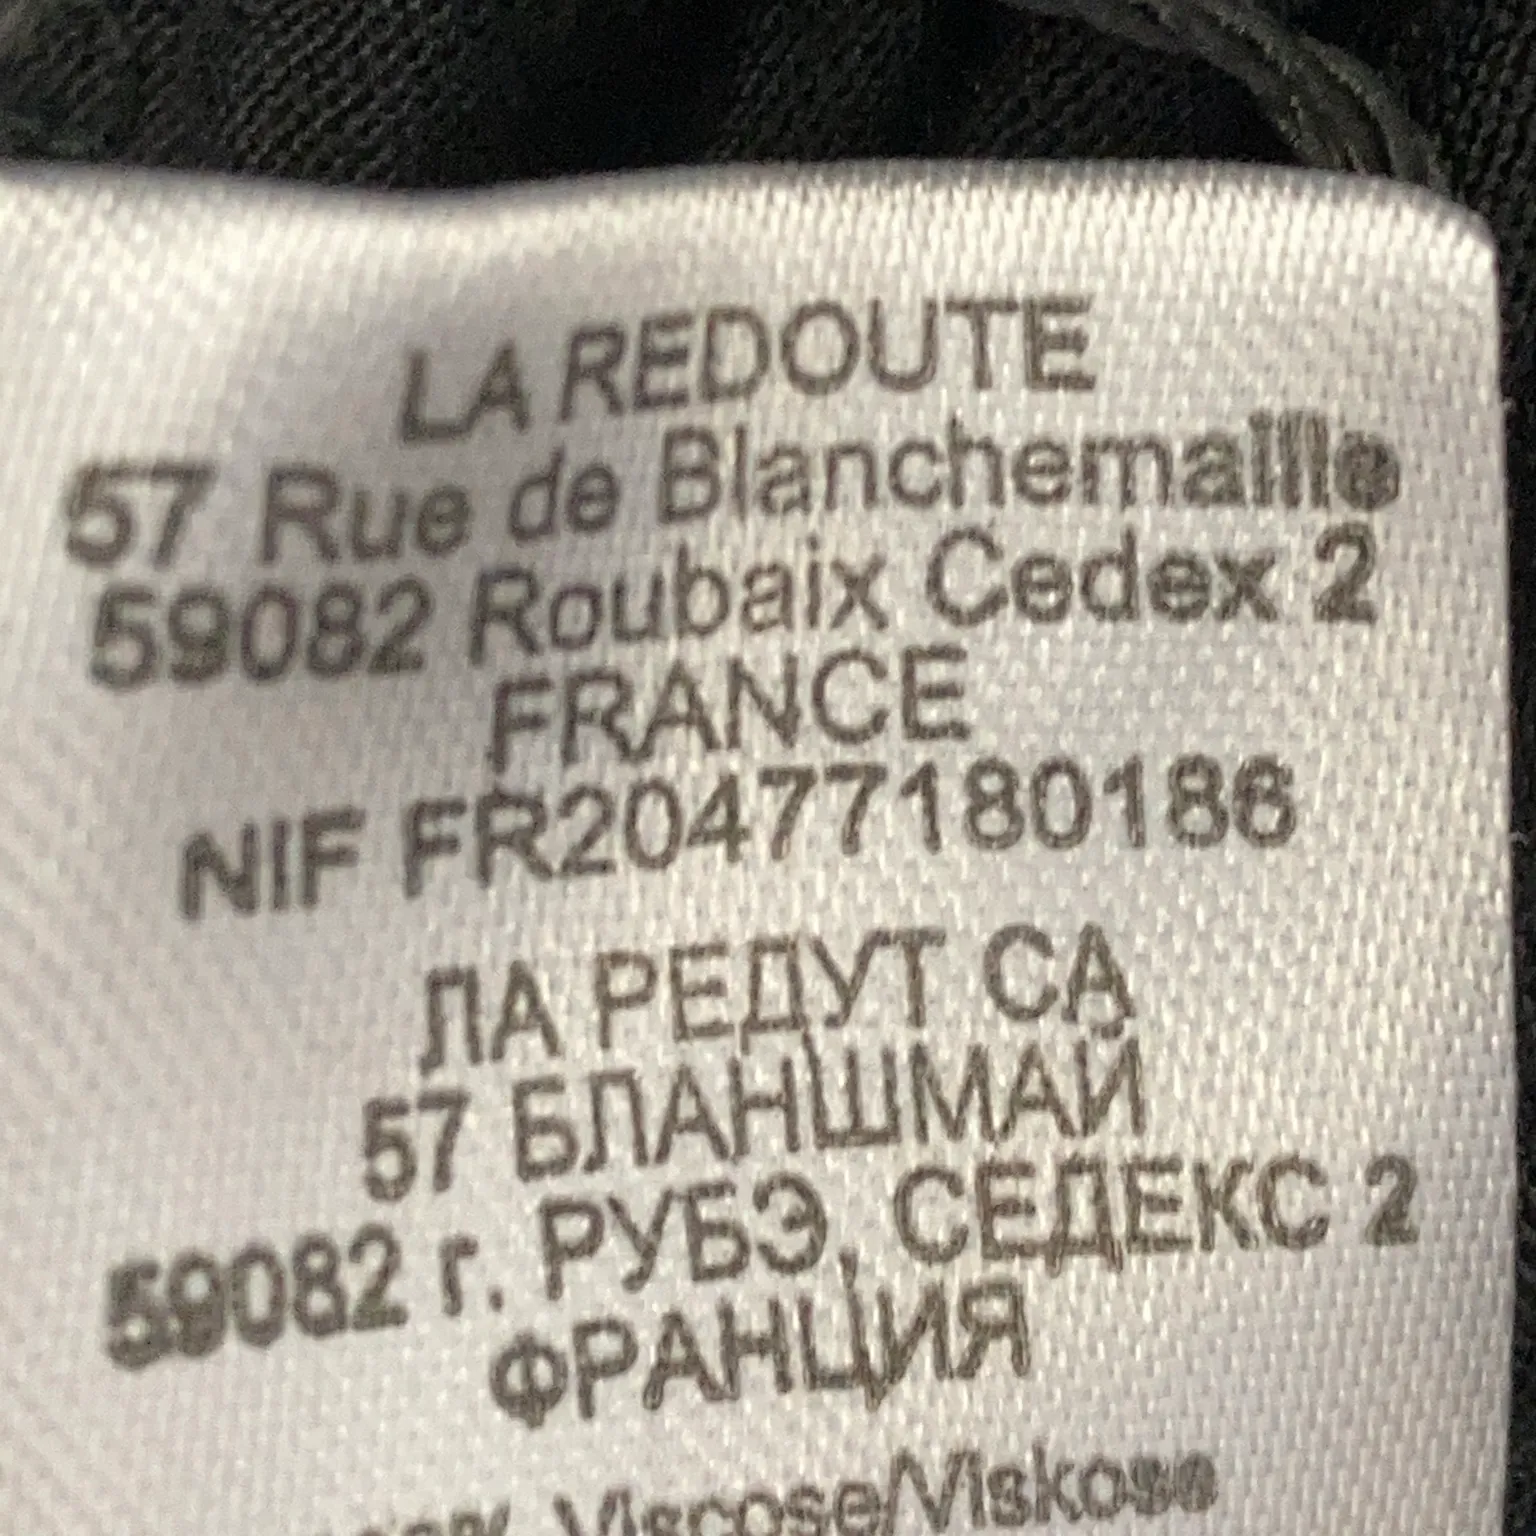 LA REDOUTE
57 Rue de Blanchemaille
59082 Roubaix Cedex 2
FRANCE
NIF FR20477180186
ЛА РЕДУТ СА
57 БЛАНШМАЙ
59082 г. РУБЭ, СЕДЕКС 2
ФРАНЦИЯ
Viscose/Viskose